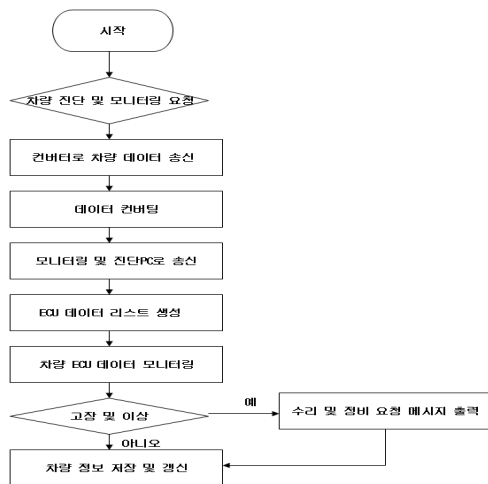 시작
차량 진단 및 모니터링 요청
컨버터로 차량 데이터 송신
데이터 컨버팅
모니터링 및 진단PC로 송신
ECU 데이터 리스트 생성
차량 ECU 데이터 모니터링
고장 및 이상
예
수리 및 정비 요청 메시지 출력
아니오
차량 정보 저장 및 갱신